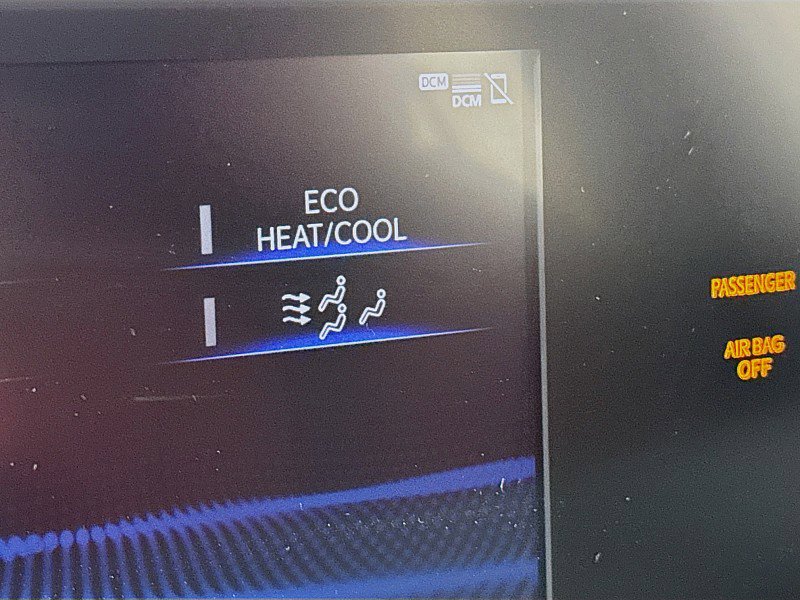 DCM
DCM
ECO
HEAT/COOL
PASSENGER
AIR BAG
OFF